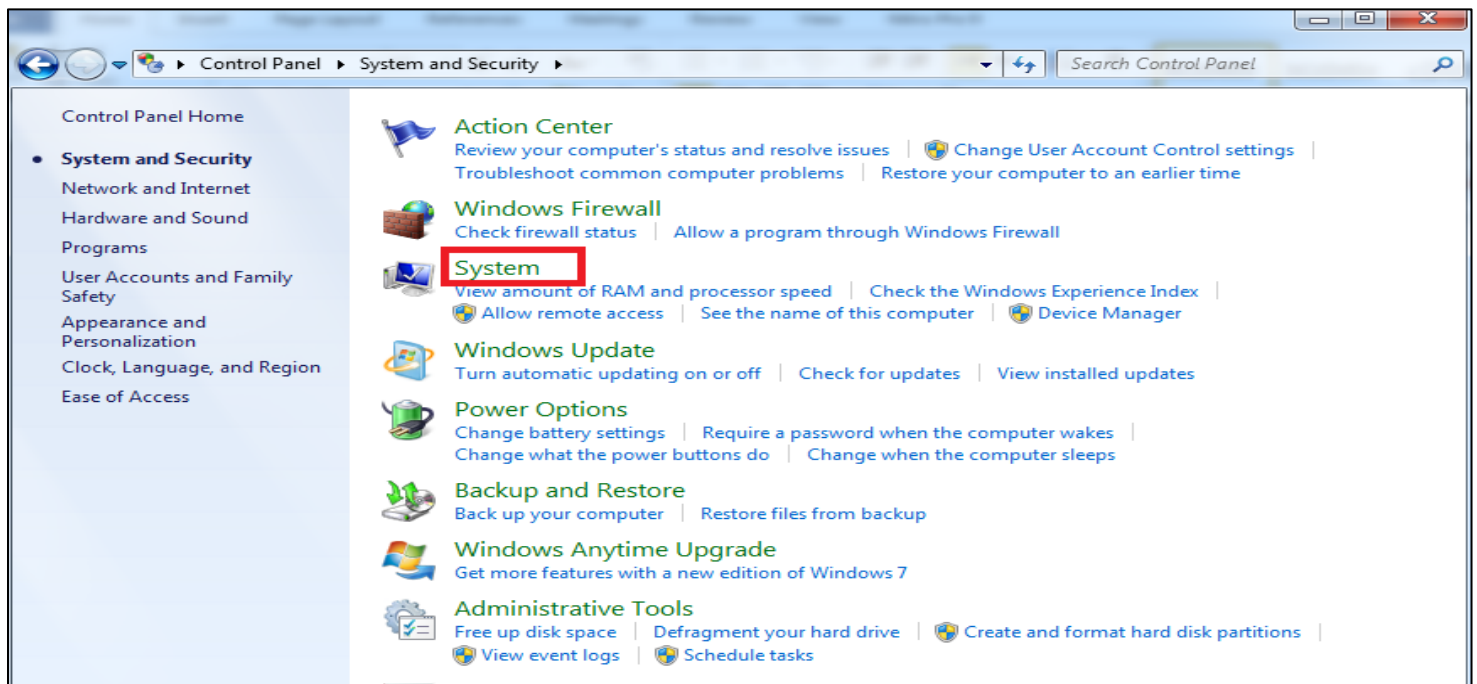 Control Panel System and Security Search Control Panel
Control Panel Home
System and Security
Network and Internet
Hardware and Sound
Programs
User Accounts and Family
Safety
Appearance and
Personalization
Clock, Language, and Region
Ease of Access
Action Center
Review your computer's status and resolve issues Change User Account Control settings
Troubleshoot common computer problems Restore your computer to an earlier time
Windows Firewall
Check firewall status Allow a program through Windows Firewall
System
View amount of RAM and processor speed Check the Windows Experience Index
Allow remote access See the name of this computer Device Manager
Windows Update
Turn automatic updating on or off Check for updates View installed updates
Power Options
Change battery settings Require a password when the computer wakes
Change what the power buttons do Change when the computer sleeps
Backup and Restore
Back up your computer Restore files from backup
Windows Anytime Upgrade
Get more features with a new edition of Windows 7
Administrative Tools
Free up disk space Defragment your hard drive Create and format hard disk partitions
View event logs Schedule tasks